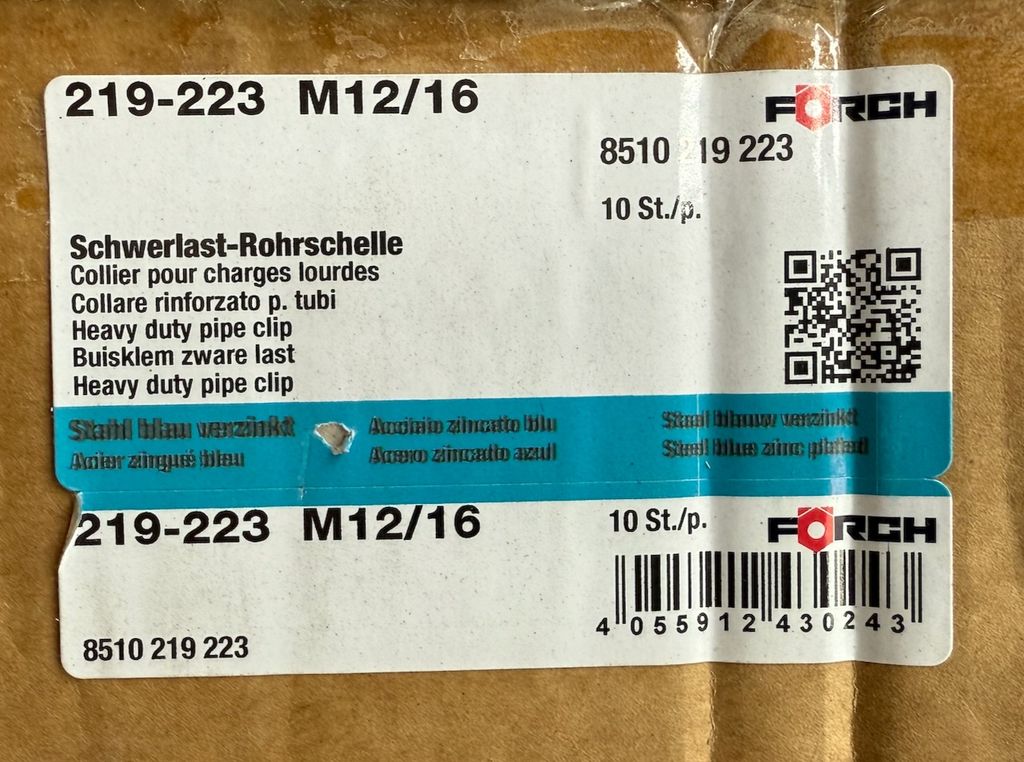 219-223 M12/16
FÖRCH
8510 219 223
10 St./p.
Schwerlast-Rohrschelle
Collier pour charges lourdes
Collare rinforzato p. tubi
Heavy duty pipe clip
Buisklem zware last
Heavy duty pipe clip
Stahl blau verzinkt Acciaio zincato blu Staal blauw verzinkt
Acier zingué bleu Acero zincado azul Steel blue zinc plated
219-223 M12/16 10 St./p. FÖRCH
8510 219 223
4 055912 430243